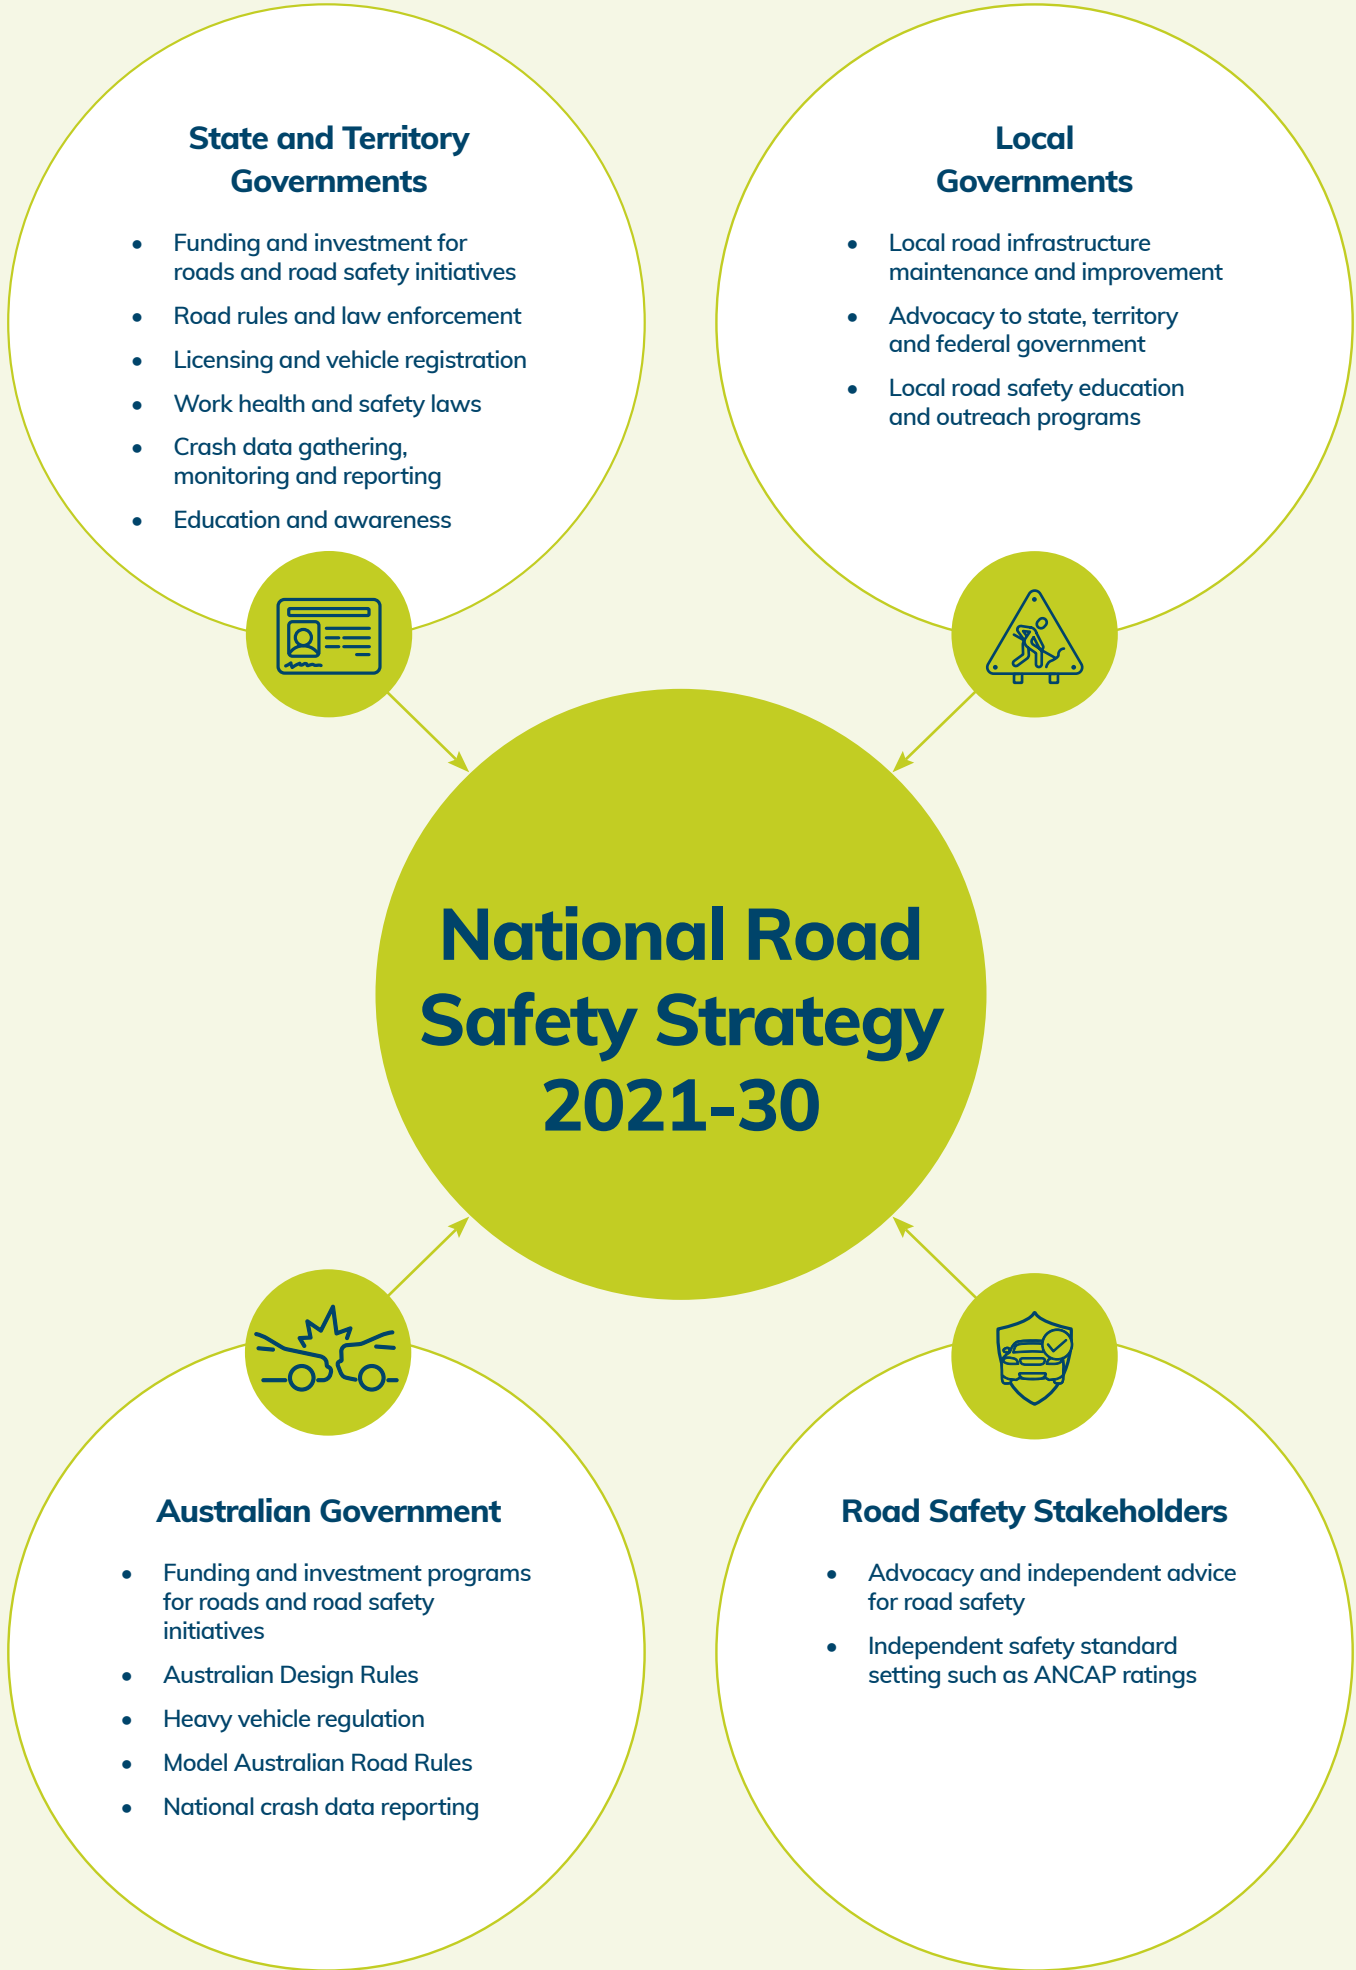 State and Territory
Governments
• Funding and investment for
roads and road safety initiatives
• Road rules and law enforcement
• Licensing and vehicle registration
• Work health and safety laws
• Crash data gathering,
monitoring and reporting
• Education and awareness
Local
Governments
• Local road infrastructure
maintenance and improvement
• Advocacy to state, territory
and federal government
• Local road safety education
and outreach programs
National Road
Safety Strategy
2021-30
Australian Government
• Funding and investment programs
for roads and road safety
initiatives
• Australian Design Rules
• Heavy vehicle regulation
• Model Australian Road Rules
• National crash data reporting
Road Safety Stakeholders
• Advocacy and independent advice
for road safety
• Independent safety standard
setting such as ANCAP ratings